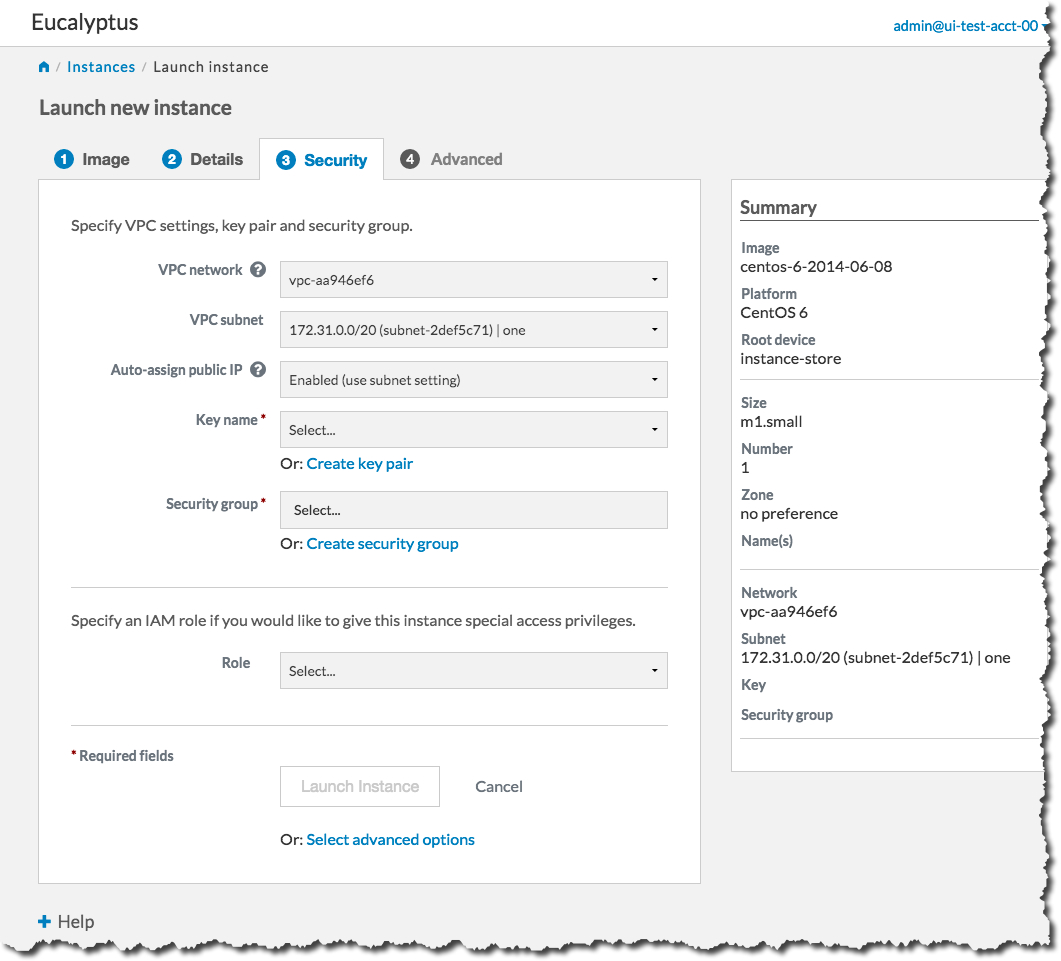 Eucalyptus
admin@ui-test-acct-00
/ Instances / Launch instance
Launch new instance
1 Image 2 Details 3 Security 4 Advanced
Specify VPC settings, key pair and security group.
VPC network ? vpc-aa946ef6
VPC subnet 172.31.0.0/20 (subnet-2def5c71) | one
Auto-assign public IP ? Enabled (use subnet setting)
Key name * Select...
Or: Create key pair
Security group * Select...
Or: Create security group
Specify an IAM role if you would like to give this instance special access privileges.
Role Select...
* Required fields
Launch Instance Cancel
Or: Select advanced options
Summary
Image
centos-6-2014-06-08
Platform
CentOS 6
Root device
instance-store
Size
m1.small
Number
1
Zone
no preference
Name(s)
Network
vpc-aa946ef6
Subnet
172.31.0.0/20 (subnet-2def5c71) | one
Key
Security group
+ Help